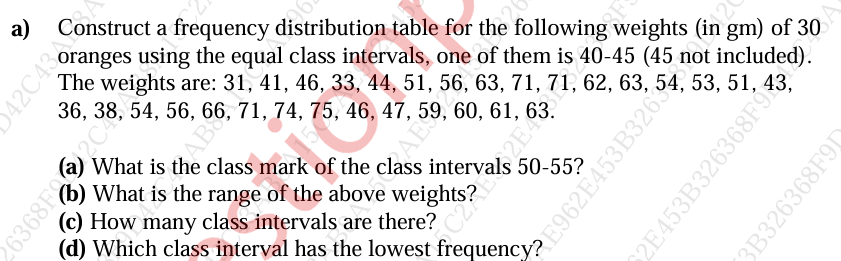 a) Construct a frequency distribution table for the following weights (in gm) of 30
oranges using the equal class intervals, one of them is 40-45 (45 not included).
The weights are: 31, 41, 46, 33, 44, 51, 56, 63, 71, 71, 62, 63, 54, 53, 51, 43,
36, 38, 54, 56, 66, 71, 74, 75, 46, 47, 59, 60, 61, 63.
(a) What is the class mark of the class intervals 50-55?
(b) What is the range of the above weights?
(c) How many class intervals are there?
(d) Which class interval has the lowest frequency?